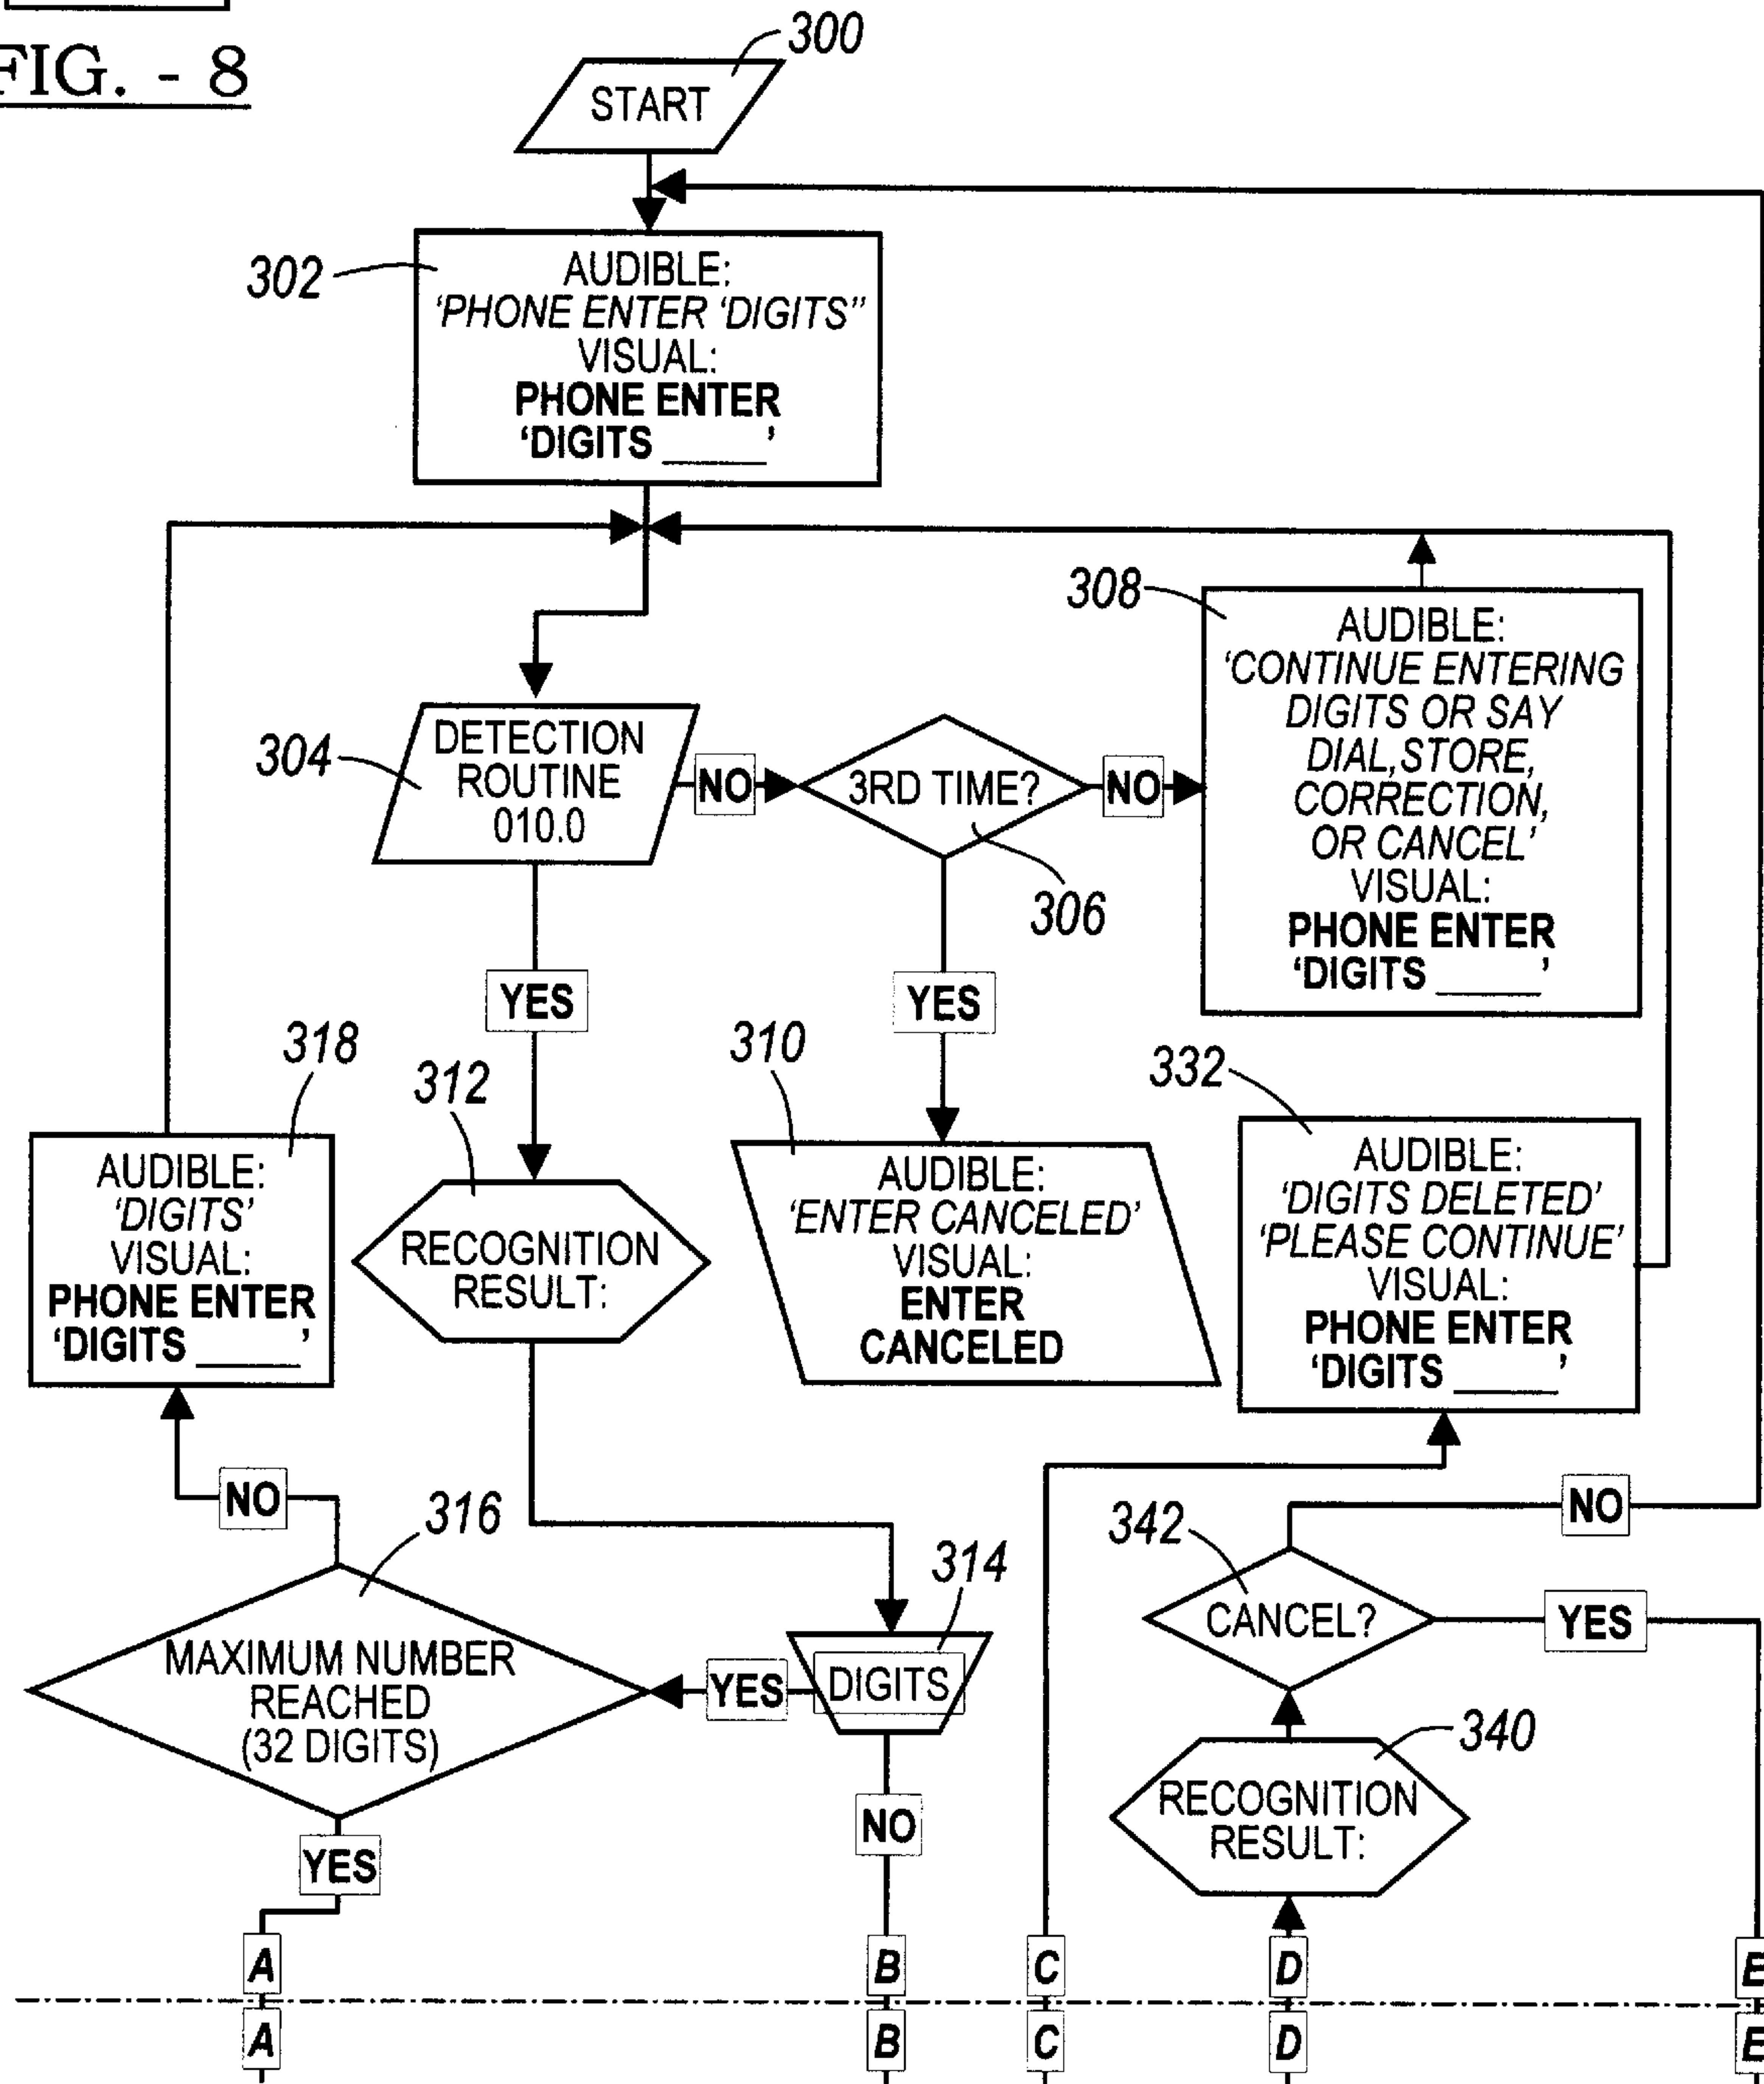 FIG. - 8
300
START
302
AUDIBLE:
'PHONE ENTER 'DIGITS''
VISUAL:
PHONE ENTER
'DIGITS _____'
308
AUDIBLE:
'CONTINUE ENTERING
DIGITS OR SAY
DIAL,STORE,
CORRECTION,
OR CANCEL'
VISUAL:
PHONE ENTER
'DIGITS _____'
304
DETECTION
ROUTINE
010.0
NO
3RD TIME?
NO
306
YES
YES
318
AUDIBLE:
'DIGITS'
VISUAL:
PHONE ENTER
'DIGITS _____'
312
RECOGNITION
RESULT:
310
AUDIBLE:
'ENTER CANCELED'
VISUAL:
ENTER
CANCELED
332
AUDIBLE:
'DIGITS DELETED'
'PLEASE CONTINUE'
VISUAL:
PHONE ENTER
'DIGITS _____'
NO
316
MAXIMUM NUMBER
REACHED
(32 DIGITS)
YES
314
DIGITS
YES
NO
342
CANCEL?
NO
YES
340
RECOGNITION
RESULT:
A
B
C
D
E
A
B
C
D
E